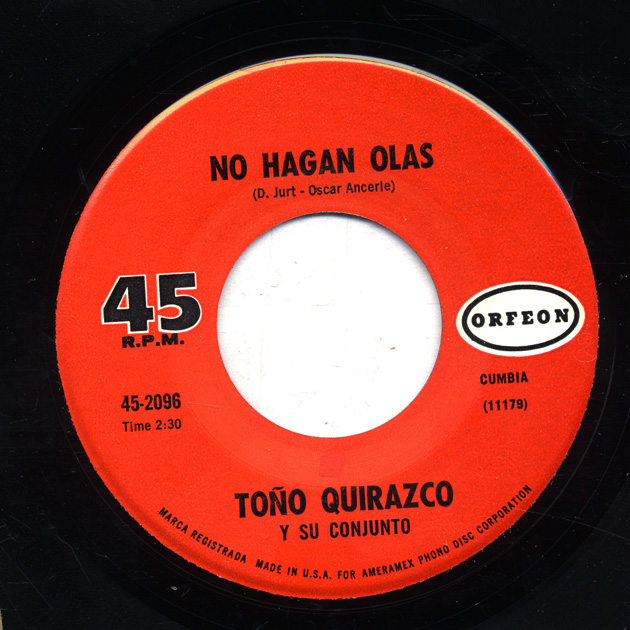 NO HAGAN OLAS
(D. Jurt - Oscar Ancerle)
45
R.P.M.
ORFEON
45-2096
Time 2:30
CUMBIA
(11179)
TOÑO QUIRAZCO
Y SU CONJUNTO
MARCA REGISTRADA MADE IN U.S.A. FOR AMERAMEX PHONO DISC CORPORATION